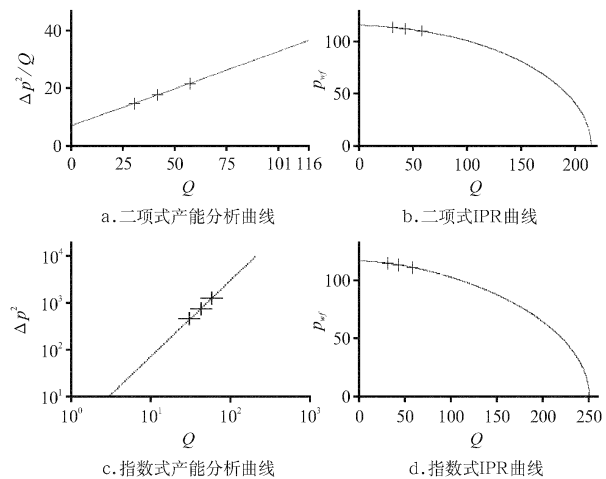 40
20
0
Δp²/Q
0 25 50 75 101 116
Q
a.二项式产能分析曲线
100
50
0
p_wf
0 50 100 150 200
Q
b.二项式IPR曲线
10⁴
10³
10²
10¹
Δp²
10⁰ 10¹ 10² 10³
Q
c.指数式产能分析曲线
100
50
0
p_wf
0 50 100 150 200 250
Q
d.指数式IPR曲线